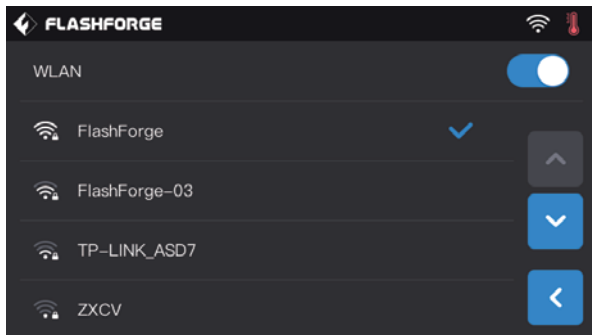 FLASHFORGE
WLAN
FlashForge
FlashForge-03
TP-LINK_ASD7
ZXCV